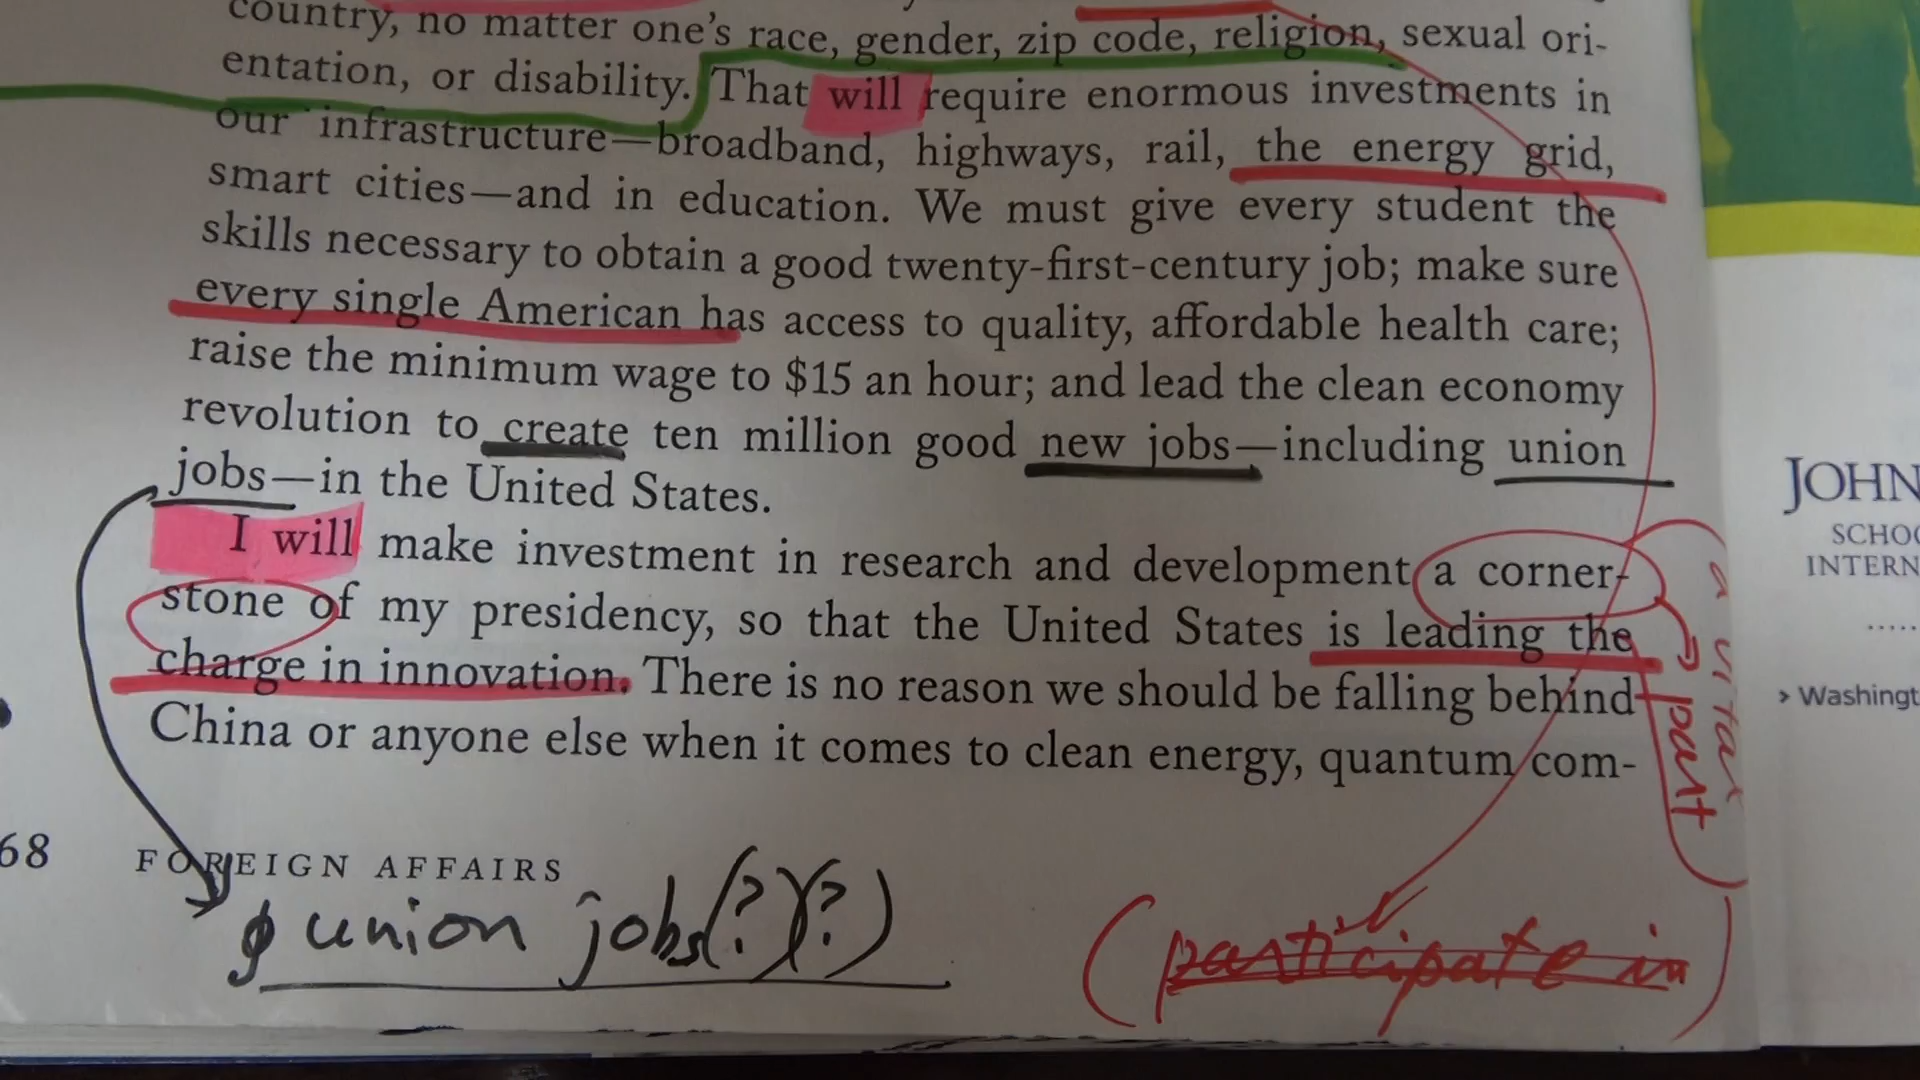 country, no matter one's race, gender, zip code, religion, sexual ori-
entation, or disability. That will require enormous investments in
our infrastructure—broadband, highways, rail, the energy grid,
smart cities—and in education. We must give every student the
skills necessary to obtain a good twenty-first-century job; make sure
every single American has access to quality, affordable health care;
raise the minimum wage to $15 an hour; and lead the clean economy
revolution to create ten million good new jobs—including union
jobs—in the United States.
I will make investment in research and development a corner-
stone of my presidency, so that the United States is leading the
charge in innovation. There is no reason we should be falling behind
China or anyone else when it comes to clean energy, quantum com-
68 FOREIGN AFFAIRS
union jobs(?)(?)
(participate in)
a vital
part
JOHN
SCHOO
INTERN
.....
> Washingt